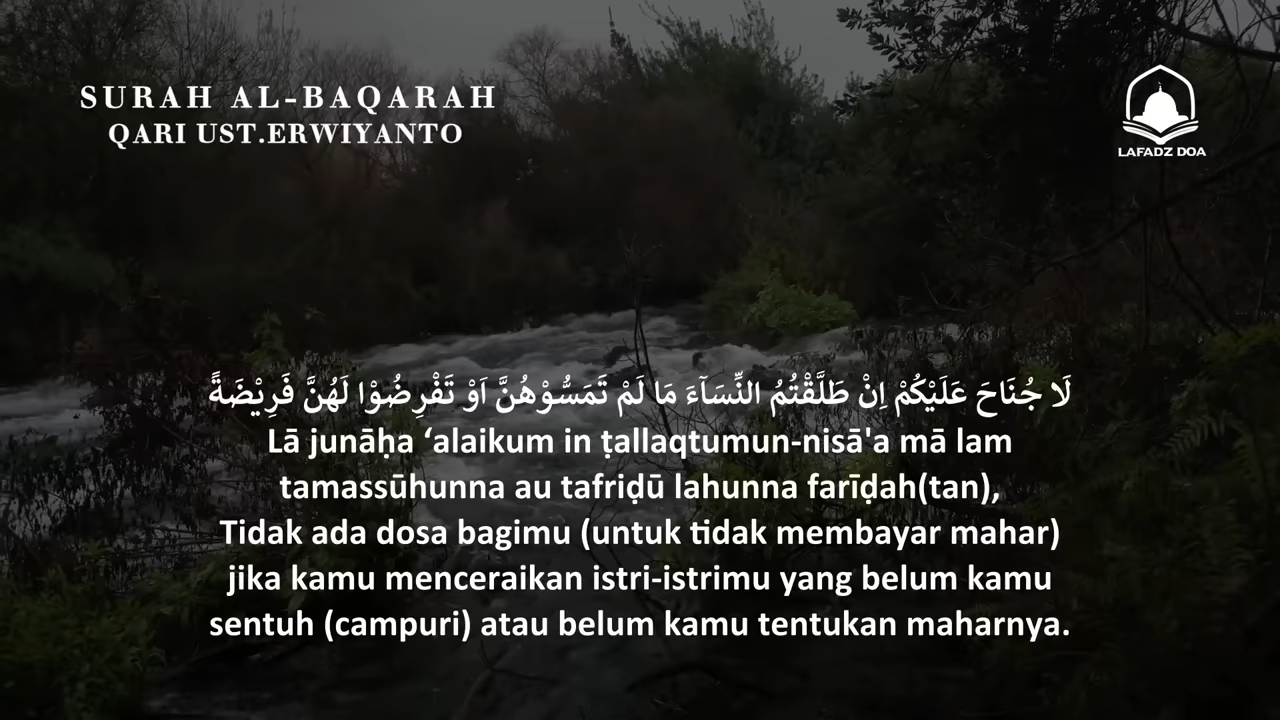 SURAH AL-BAQARAH
QARI UST.ERWIYANTO
LAFADZ DOA
لَا جُنَاحَ عَلَيْكُمْ اِنْ طَلَّقْتُمُ النِّسَاۤءَ مَا لَمْ تَمَسُّوْهُنَّ اَوْ تَفْرِضُوْا لَهُنَّ فَرِيْضَةً
Lā junāḥa ‘alaikum in ṭallaqtumun-nisā'a mā lam
tamassūhunna au tafriḍū lahunna farīḍah(tan),
Tidak ada dosa bagimu (untuk tidak membayar mahar)
jika kamu menceraikan istri-istrimu yang belum kamu
sentuh (campuri) atau belum kamu tentukan maharnya.